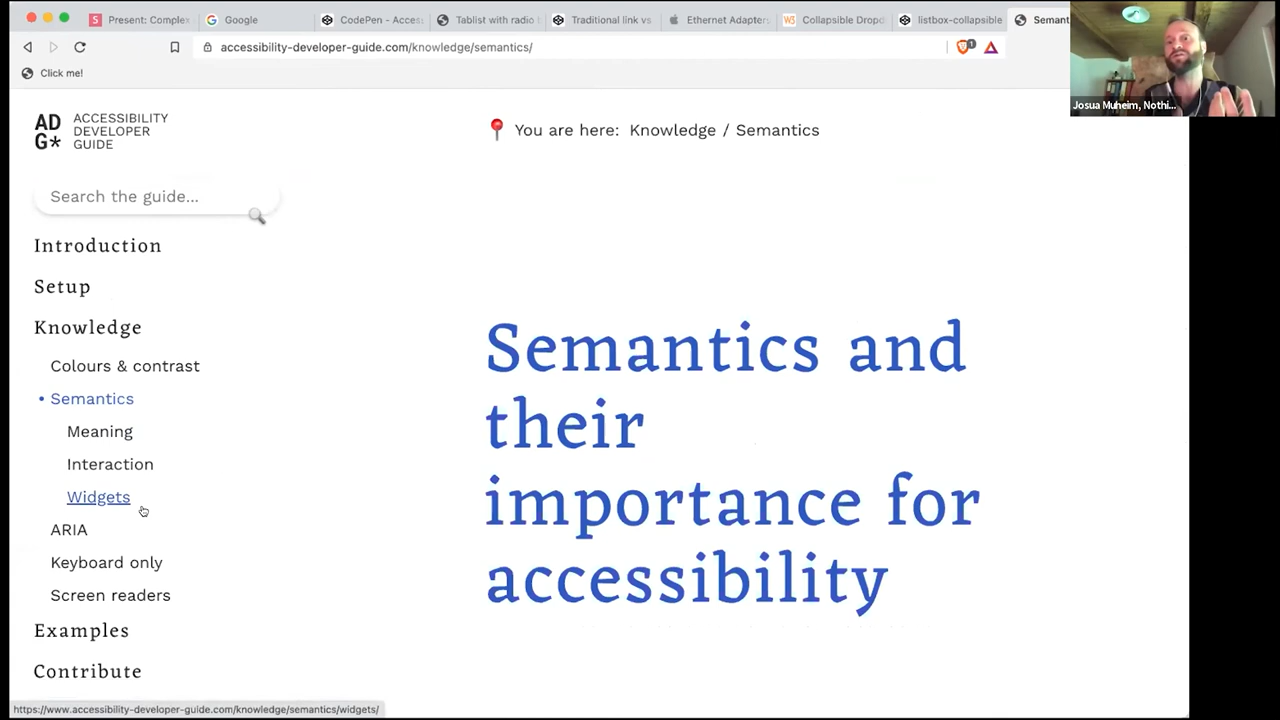 Present: Complex
Google
CodePen - Acces
Tablist with radio b
Traditional link vs
Ethernet Adapters
W3
Collapsible Dropd
listbox-collapsible
Semant
accessibility-developer-guide.com/knowledge/semantics/
1
Click me!
Josua Muheim, Nothi...
AD
G*
ACCESSIBILITY
DEVELOPER
GUIDE
You are here: Knowledge / Semantics
Search the guide...
Introduction
Setup
Knowledge
Colours & contrast
• Semantics
Meaning
Interaction
Widgets
ARIA
Keyboard only
Screen readers
Examples
Contribute
Semantics and
their
importance for
accessibility
https://www.accessibility-developer-guide.com/knowledge/semantics/widgets/